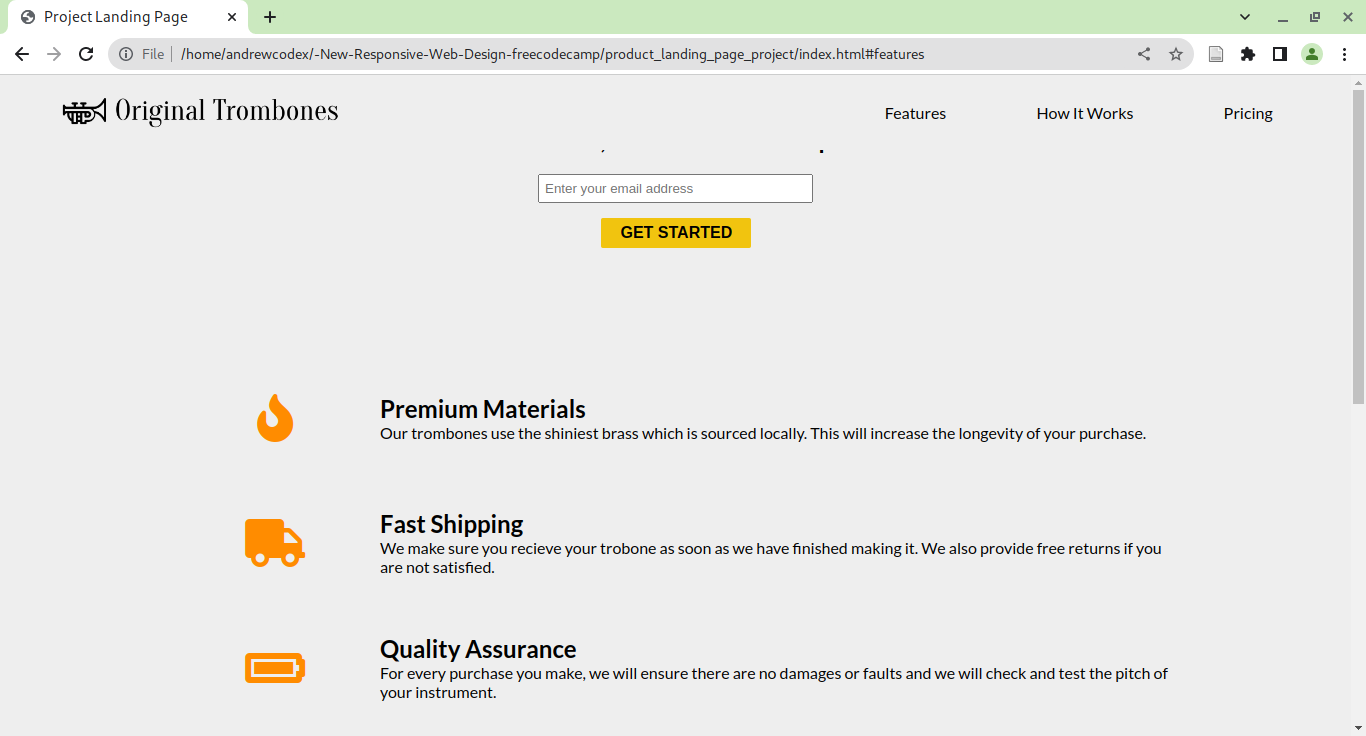 Project Landing Page
File
/home/andrewcodex/-New-Responsive-Web-Design-freecodecamp/product_landing_page_project/index.html#features
Original Trombones
Features
How It Works
Pricing
Enter your email address
GET STARTED
Premium Materials
Our trombones use the shiniest brass which is sourced locally. This will increase the longevity of your purchase.
Fast Shipping
We make sure you recieve your trobone as soon as we have finished making it. We also provide free returns if you
are not satisfied.
Quality Assurance
For every purchase you make, we will ensure there are no damages or faults and we will check and test the pitch of
your instrument.